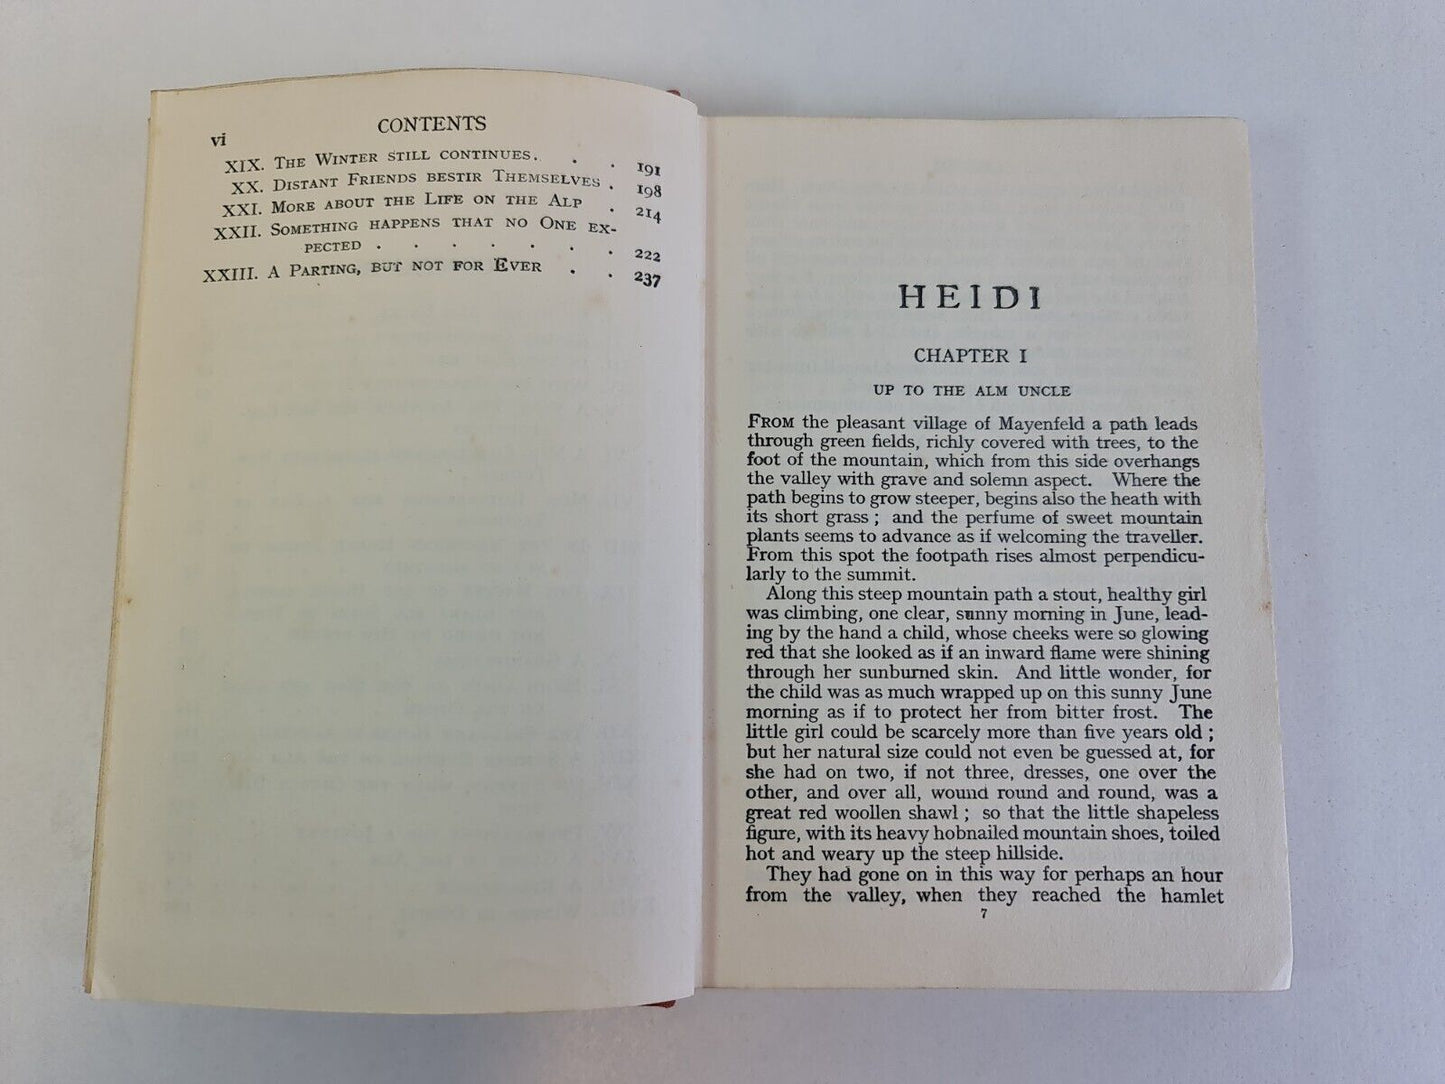 vi
CONTENTS
XIX. THE WINTER STILL CONTINUES. . . 191
XX. DISTANT FRIENDS BESTIR THEMSELVES . 198
XXI. MORE ABOUT THE LIFE ON THE ALP . 214
XXII. SOMETHING HAPPENS THAT NO ONE EX-
PECTED . . . . . . . 222
XXIII. A PARTING, BUT NOT FOR EVER . . 237
HEIDI
CHAPTER I
UP TO THE ALM UNCLE
FROM the pleasant village of Mayenfeld a path leads
through green fields, richly covered with trees, to the
foot of the mountain, which from this side overhangs
the valley with grave and solemn aspect. Where the
path begins to grow steeper, begins also the heath with
its short grass ; and the perfume of sweet mountain
plants seems to advance as if welcoming the traveller.
From this spot the footpath rises almost perpendicu-
larly to the summit.
Along this steep mountain path a stout, healthy girl
was climbing, one clear, sunny morning in June, lead-
ing by the hand a child, whose cheeks were so glowing
red that she looked as if an inward flame were shining
through her sunburned skin. And little wonder, for
the child was as much wrapped up on this sunny June
morning as if to protect her from bitter frost. The
little girl could be scarcely more than five years old ;
but her natural size could not even be guessed at, for
she had on two, if not three, dresses, one over the
other, and over all, wound round and round, was a
great red woollen shawl ; so that the little shapeless
figure, with its heavy hobnailed mountain shoes, toiled
hot and weary up the steep hillside.
They had gone on in this way for perhaps an hour
from the valley, when they reached the hamlet
7